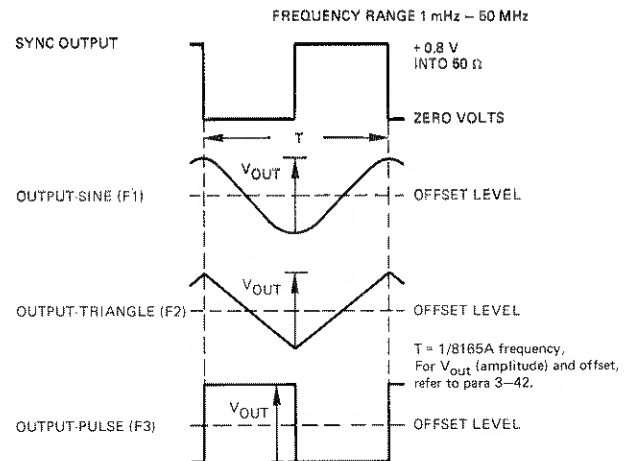 FREQUENCY RANGE 1 mHz – 50 MHz
SYNC OUTPUT
+0.8 V
INTO 50 Ω
ZERO VOLTS
T
VOUT
OUTPUT-SINE (F1)
OFFSET LEVEL
VOUT
OUTPUT-TRIANGLE (F2)
OFFSET LEVEL
T = 1/8165A frequency,
For Vout (amplitude) and offset,
refer to para 3–42.
VOUT
OUTPUT-PULSE (F3)
OFFSET LEVEL